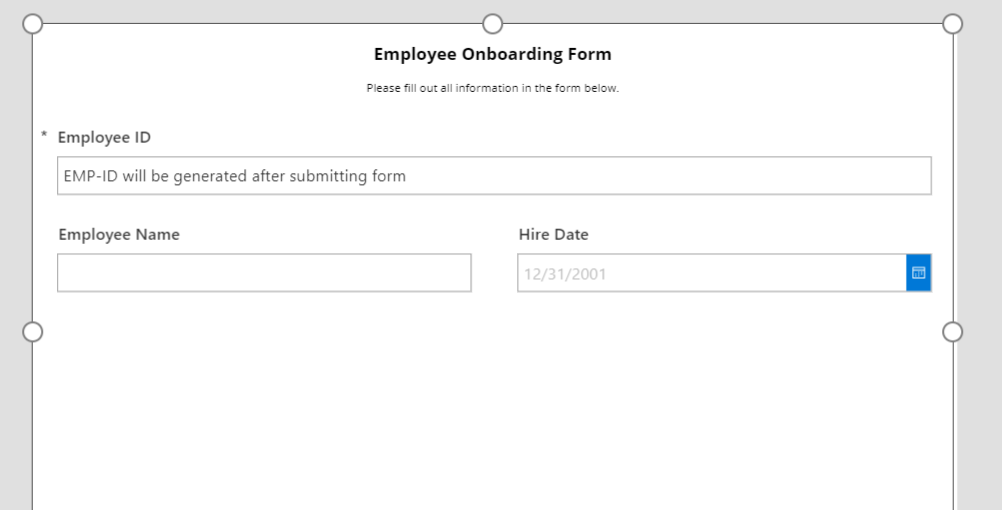 Employee Onboarding Form
Please fill out all information in the form below.
* Employee ID
EMP-ID will be generated after submitting form
Employee Name
Hire Date
12/31/2001